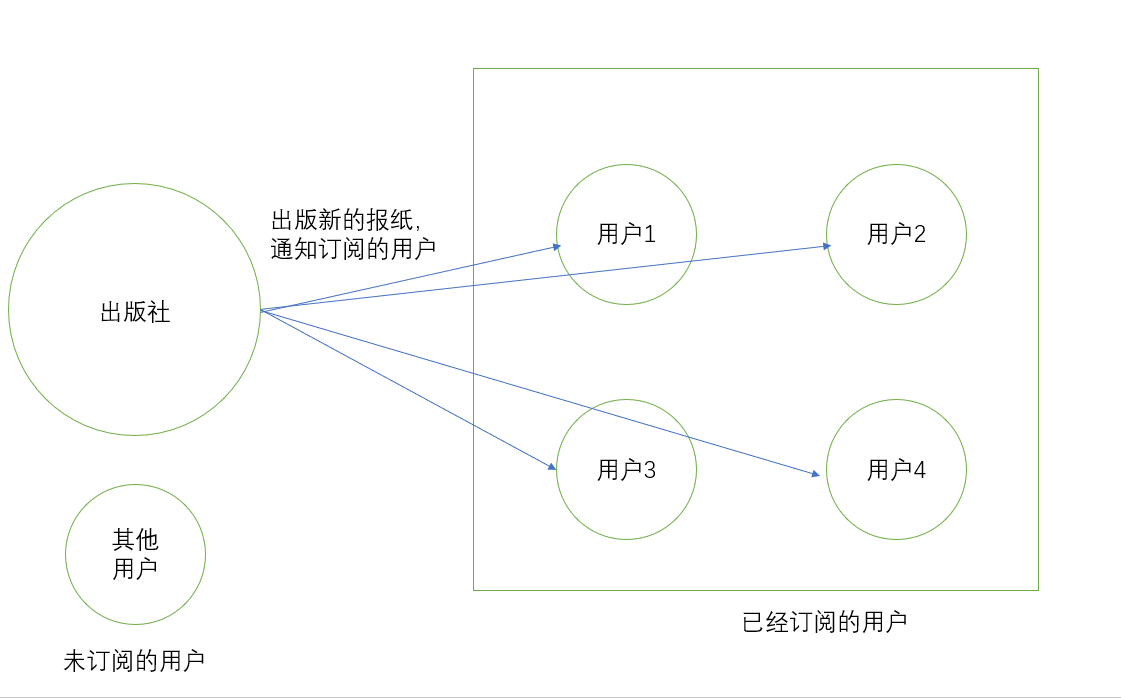 出版新的报纸，
通知订阅的用户
用户1
用户2
出版社
用户3
用户4
其他
用户
已经订阅的用户
未订阅的用户